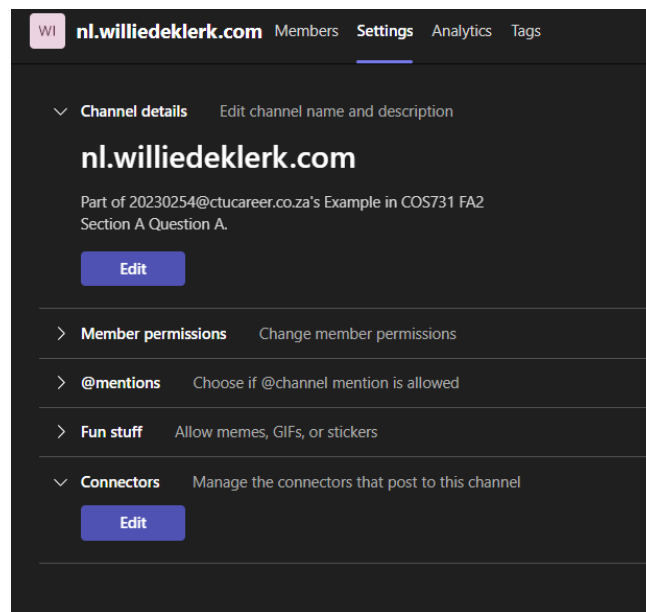 WI nl.williedeklerk.com Members Settings Analytics Tags
Channel details Edit channel name and description
nl.williedeklerk.com
Part of 20230254@ctucareer.co.za's Example in COS731 FA2
Section A Question A.
Edit
Member permissions Change member permissions
@mentions Choose if @channel mention is allowed
Fun stuff Allow memes, GIFs, or stickers
Connectors Manage the connectors that post to this channel
Edit